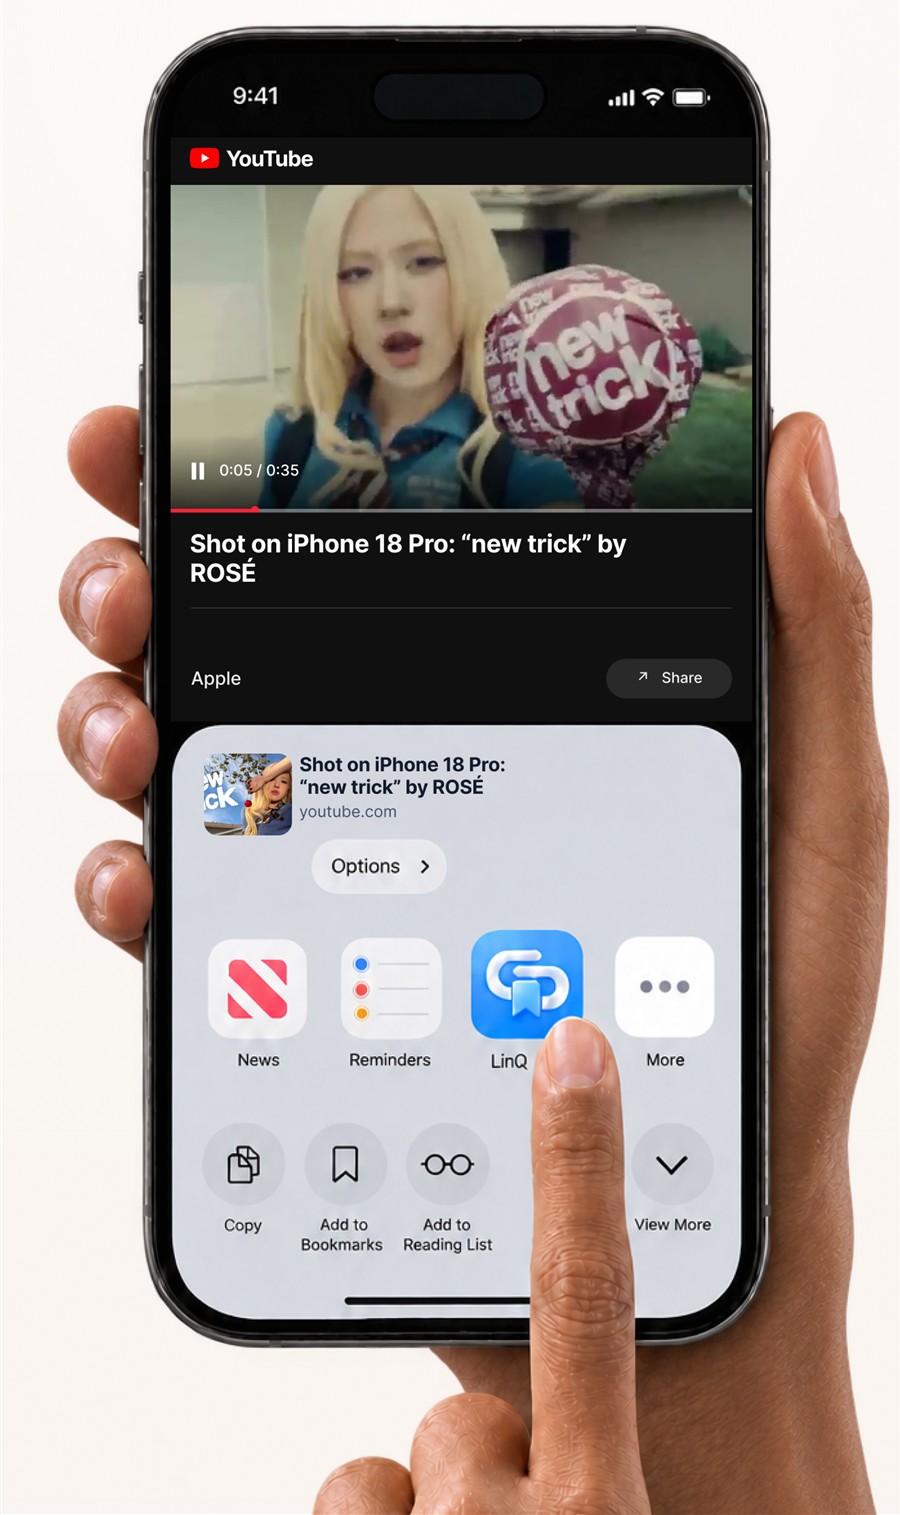 9:41
YouTube
new
trick
0:05 / 0:35
Shot on iPhone 18 Pro: “new trick” by
ROSÉ
Apple
Share
Shot on iPhone 18 Pro:
“new trick” by ROSÉ
youtube.com
Options
News
Reminders
LinQ
More
Copy
Add to
Bookmarks
Add to
Reading List
View More